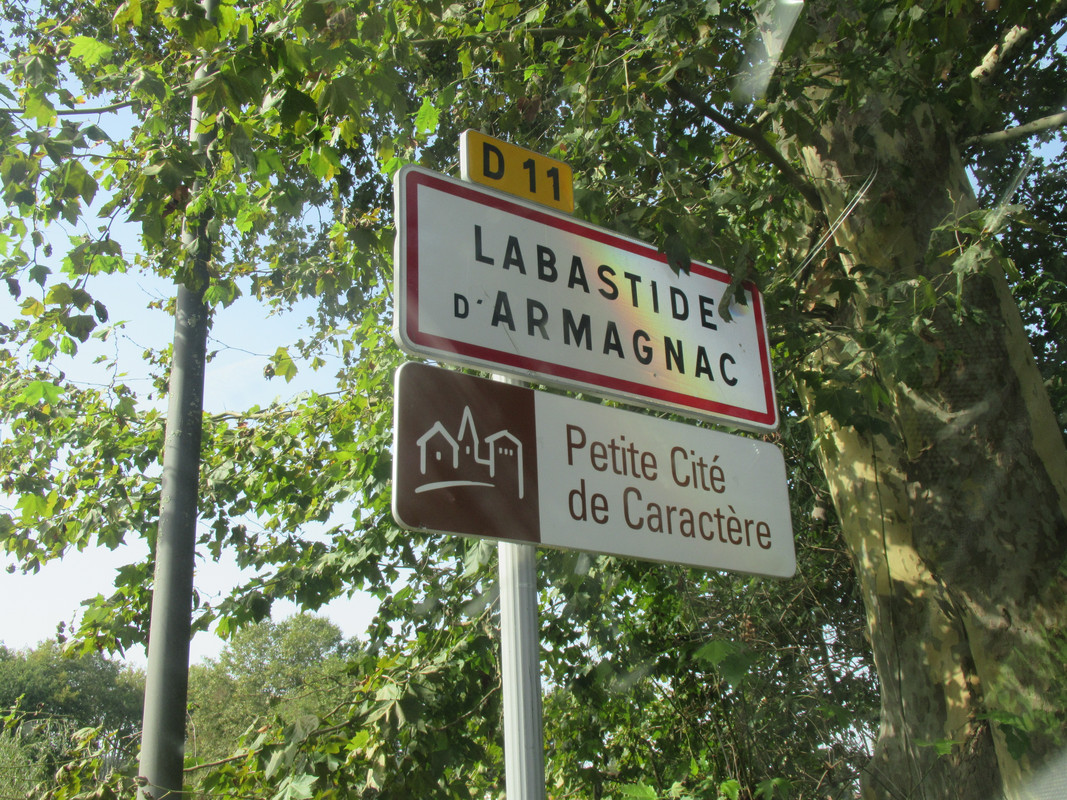 D 11
LABASTIDE
D'ARMAGNAC
Petite Cité
de Caractère